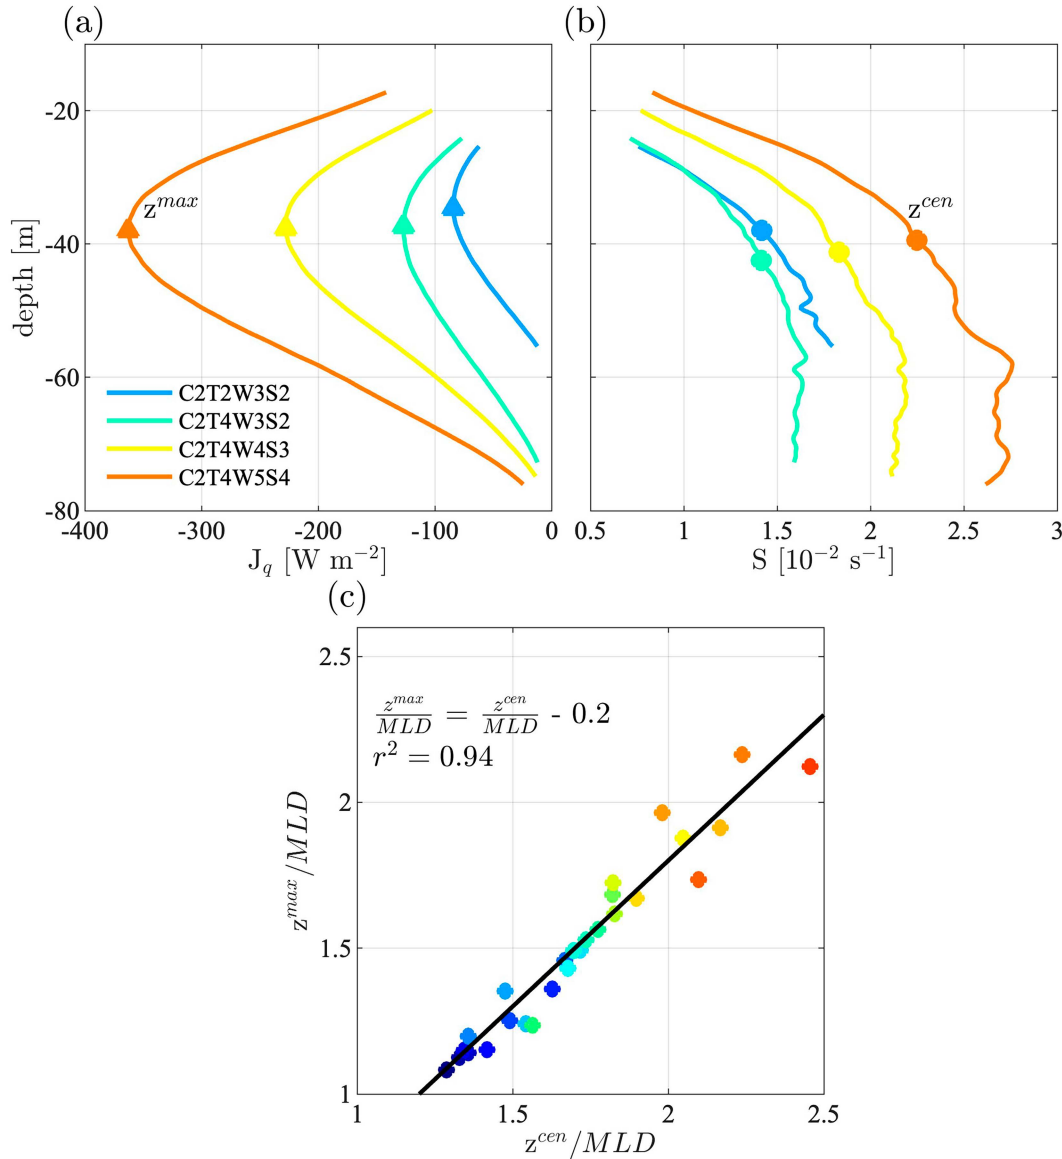 (a)
(b)
-20
-40
-60
-80
depth [m]
z^max
C2T2W3S2
C2T4W3S2
C2T4W4S3
C2T4W5S4
-400 -300 -200 -100 0
J_q [W m^−2]
z^cen
0.5 1 1.5 2 2.5 3
S [10^−2 s^−1]
(c)
2.5
2
1.5
1
z^max/MLD
z^max/MLD = z^cen/MLD - 0.2
r^2 = 0.94
1 1.5 2 2.5
z^cen/MLD